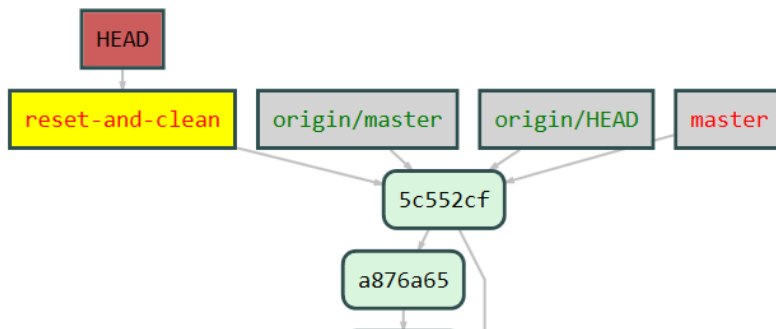 HEAD
reset-and-clean
origin/master
origin/HEAD
master
5c552cf
a876a65